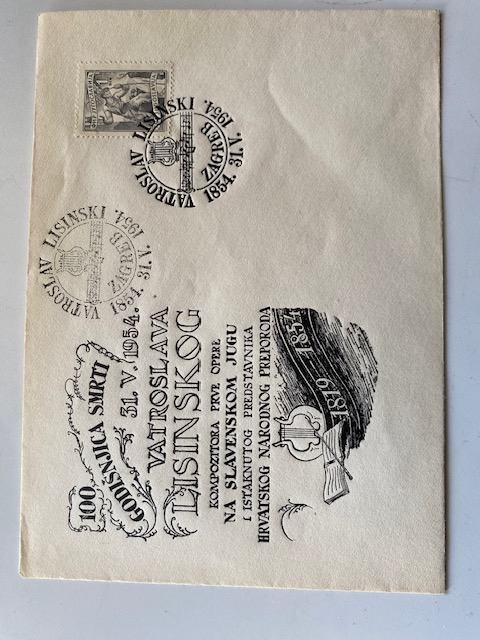 100
GODIŠNJICA SMRTI
31. V. 1954.
VATROSLAVA
LISINSKOG
KOMPOZITORA PRVE OPERE
NA SLAVENSKOM JUGU
I ISTAKNUTOG PREDSTAVNIKA
HRVATSKOG NARODNOG PREPORODA
1819 - 1854
VATROSLAV LISINSKI
ZAGREB
1854. 31. V. 1954.
VATROSLAV LISINSKI
ZAGREB
1854. 31. V. 1954.